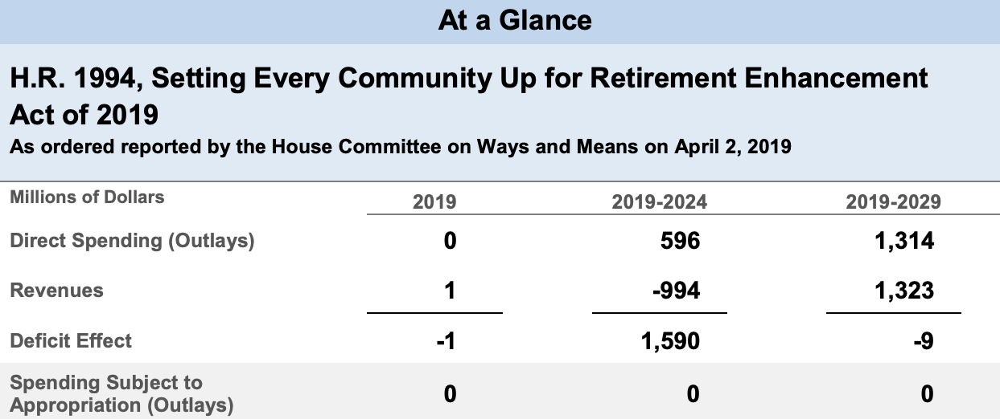 At a Glance
H.R. 1994, Setting Every Community Up for Retirement Enhancement
Act of 2019
As ordered reported by the House Committee on Ways and Means on April 2, 2019
Millions of Dollars 2019 2019-2024 2019-2029
Direct Spending (Outlays) 0 596 1,314
Revenues 1 -994 1,323
Deficit Effect -1 1,590 -9
Spending Subject to
Appropriation (Outlays) 0 0 0